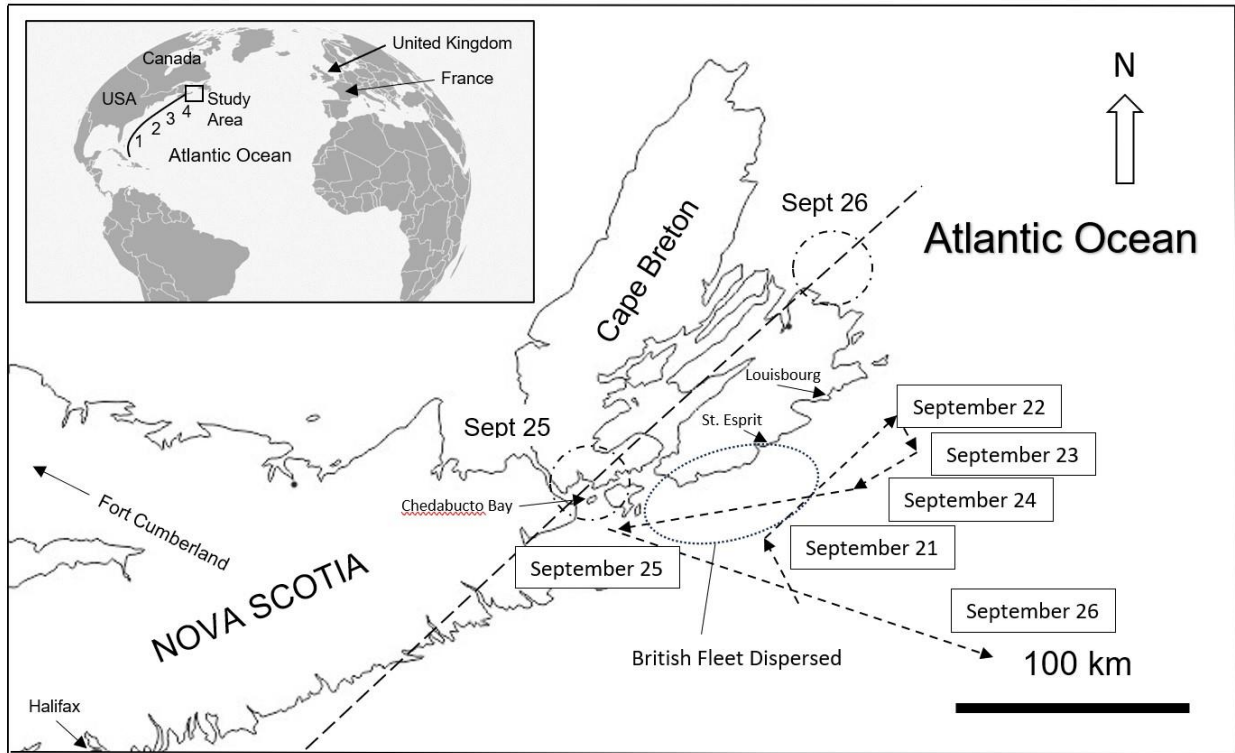 United Kingdom
Canada
France
USA
Study
Area
1
2
3
4
Atlantic Ocean
N
Sept 26
Atlantic Ocean
Cape Breton
Louisbourg
September 22
St. Esprit
Sept 25
September 23
Chedabucto Bay
September 24
Fort Cumberland
September 21
September 25
NOVA SCOTIA
September 26
British Fleet Dispersed
100 km
Halifax